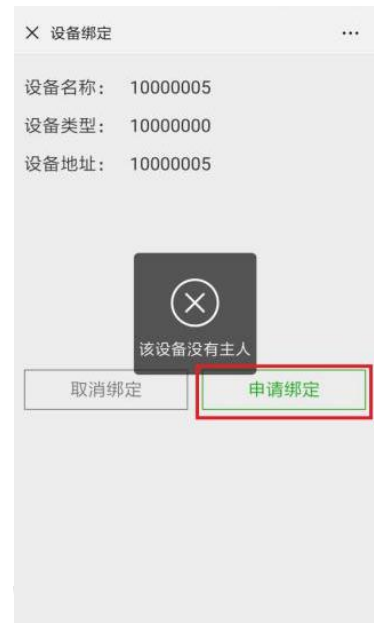 设备绑定
设备名称： 10000005
设备类型： 10000000
设备地址： 10000005
该设备没有主人
取消绑定 申请绑定